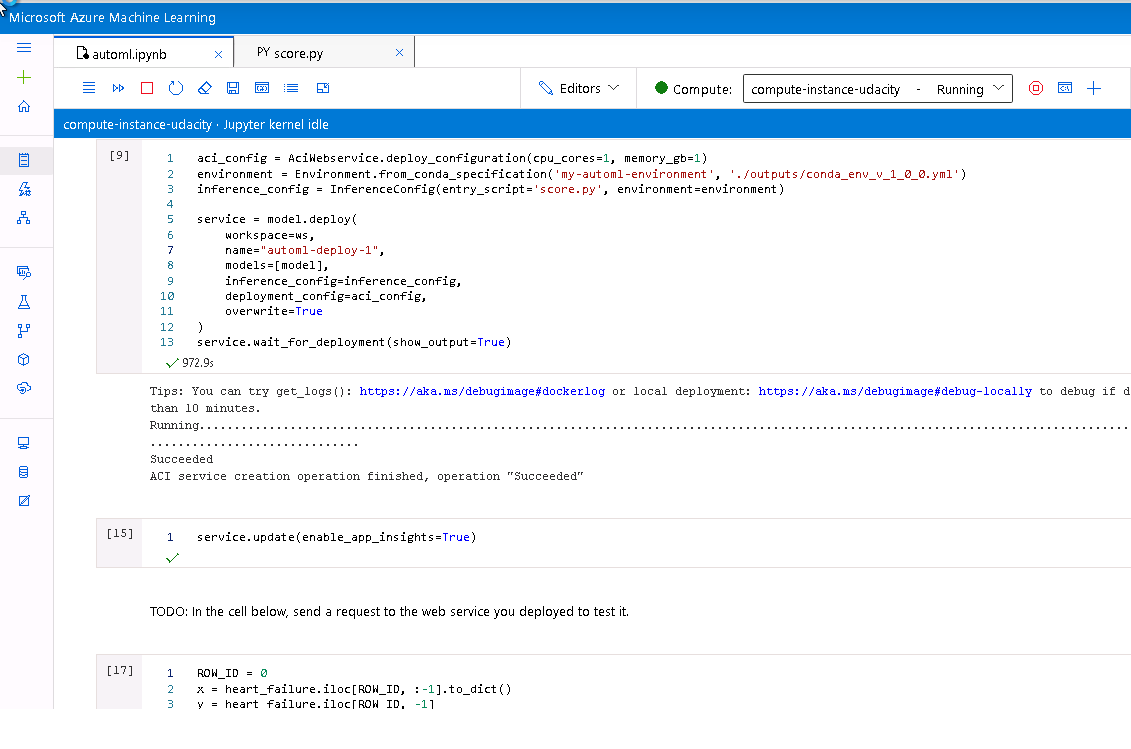 Microsoft Azure Machine Learning
automl.ipynb
PY score.py
Editors
Compute: compute-instance-udacity - Running
compute-instance-udacity · Jupyter kernel idle
[9]
1 aci_config = AciWebservice.deploy_configuration(cpu_cores=1, memory_gb=1)
2 environment = Environment.from_conda_specification('my-automl-environment', './outputs/conda_env_v_1_0_0.yml')
3 inference_config = InferenceConfig(entry_script='score.py', environment=environment)
4
5 service = model.deploy(
6 workspace=ws,
7 name="automl-deploy-1",
8 models=[model],
9 inference_config=inference_config,
10 deployment_config=aci_config,
11 overwrite=True
12 )
13 service.wait_for_deployment(show_output=True)
972.9s
Tips: You can try get_logs(): https://aka.ms/debugimage#dockerlog or local deployment: https://aka.ms/debugimage#debug-locally to debug if d
than 10 minutes.
Running.....................................................................................................................................
..............................
Succeeded
ACI service creation operation finished, operation "Succeeded"
[15]
1 service.update(enable_app_insights=True)
TODO: In the cell below, send a request to the web service you deployed to test it.
[17]
1 ROW_ID = 0
2 x = heart_failure.iloc[ROW_ID, :-1].to_dict()
3 y = heart_failure.iloc[ROW_ID, -1]